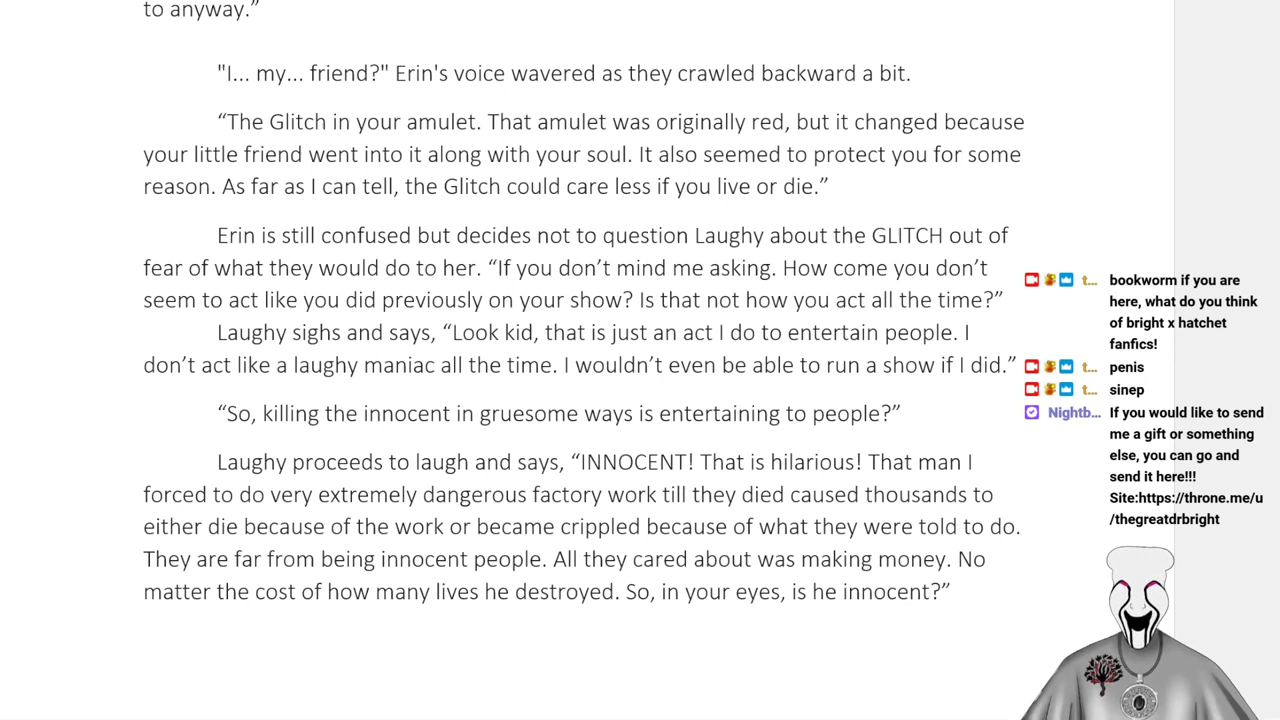 to anyway.”
"I... my... friend?" Erin's voice wavered as they crawled backward a bit.
“The Glitch in your amulet. That amulet was originally red, but it changed because
your little friend went into it along with your soul. It also seemed to protect you for some
reason. As far as I can tell, the Glitch could care less if you live or die.”
Erin is still confused but decides not to question Laughy about the GLITCH out of
fear of what they would do to her. “If you don’t mind me asking. How come you don’t
seem to act like you did previously on your show? Is that not how you act all the time?”
Laughy sighs and says, “Look kid, that is just an act I do to entertain people. I
don’t act like a laughy maniac all the time. I wouldn’t even be able to run a show if I did.”
“So, killing the innocent in gruesome ways is entertaining to people?”
Laughy proceeds to laugh and says, “INNOCENT! That is hilarious! That man I
forced to do very extremely dangerous factory work till they died caused thousands to
either die because of the work or became crippled because of what they were told to do.
They are far from being innocent people. All they cared about was making money. No
matter the cost of how many lives he destroyed. So, in your eyes, is he innocent?”
t... bookworm if you are
here, what do you think
of bright x hatchet
fanfics!
t... penis
t... sinep
Nightb... If you would like to send
me a gift or something
else, you can go and
send it here!!!
Site:https://throne.me/u
/thegreatdrbright